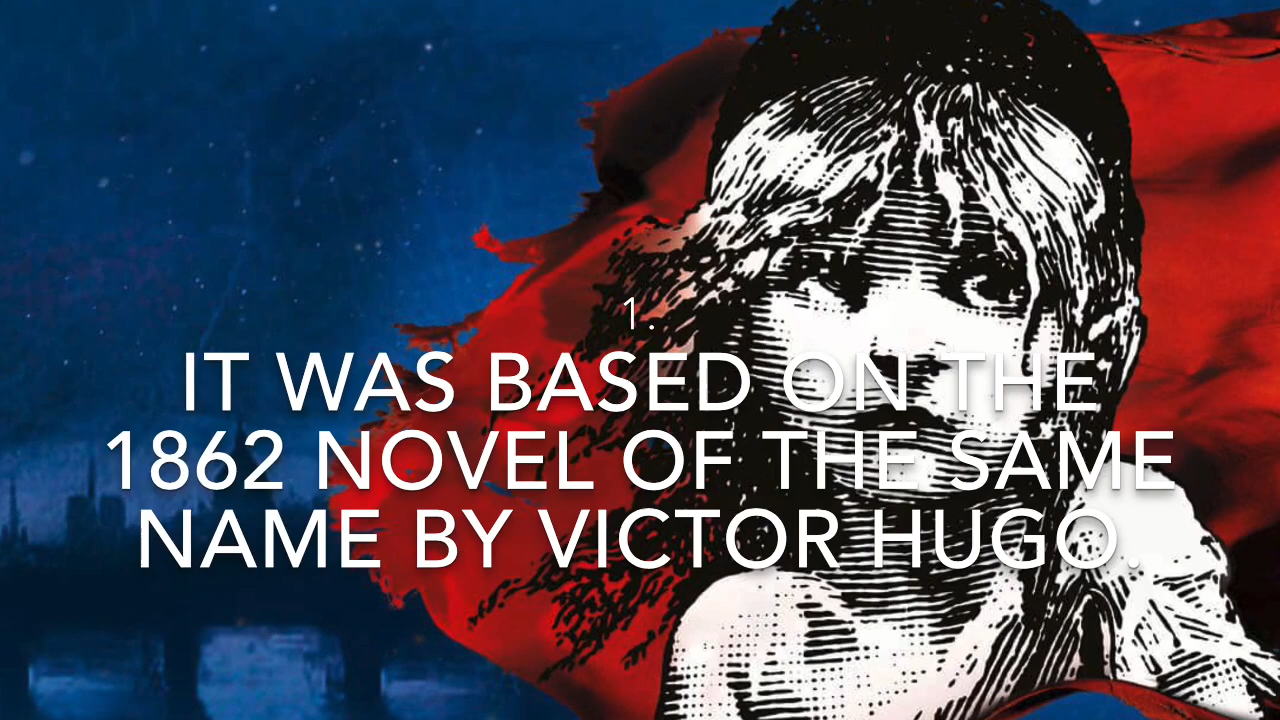 1.
IT WAS BASED ON THE
1862 NOVEL OF THE SAME
NAME BY VICTOR HUGO.